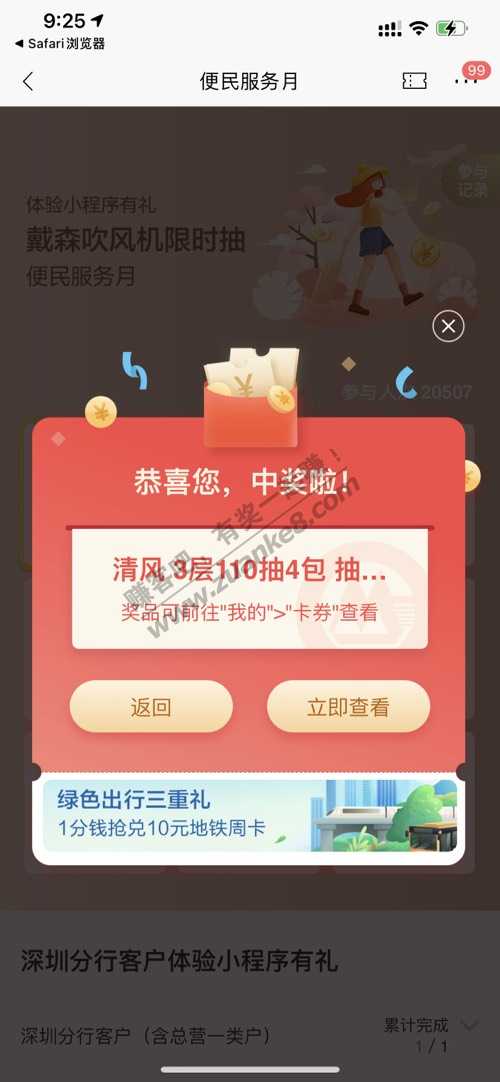 9:25
◀ Safari浏览器
便民服务月
99
参与
记录
体验小程序有礼
戴森吹风机限时抽
便民服务月
参与人 20507
恭喜您，中奖啦！
清风 3层110抽4包 抽...
奖品可前往"我的">"卡券"查看
赚客吧 有奖一起赚！
www.zuanke8.com
返回
立即查看
绿色出行三重礼
1分钱抢兑10元地铁周卡
深圳分行客户体验小程序有礼
深圳分行客户（含总营一类户）
累计完成
1 / 1